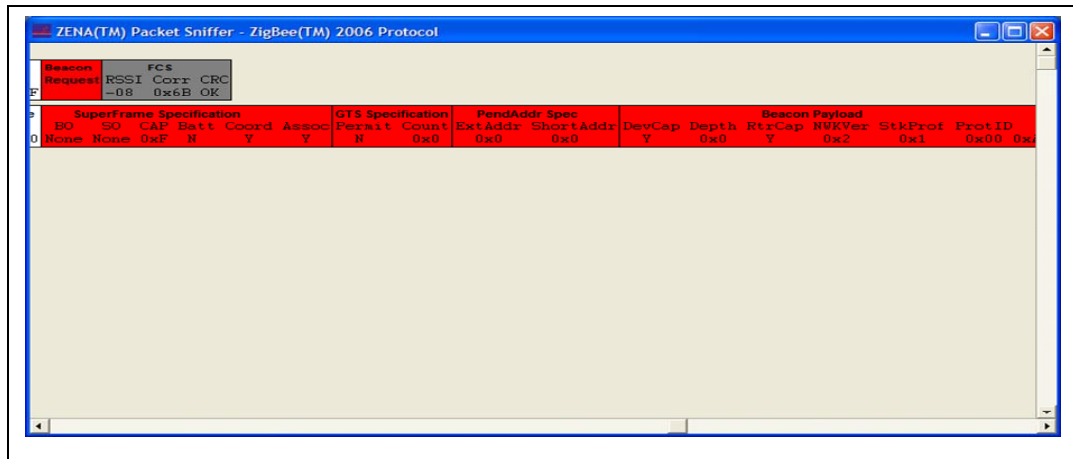 ZENA(TM) Packet Sniffer - ZigBee(TM) 2006 Protocol
Beacon FCS
Request RSSI Corr CRC
F -08 0x6B OK
e SuperFrame Specification GTS Specification PendAddr Spec Beacon Payload
BO SO CAP Batt Coord Assoc Permit Count ExtAddr ShortAddr DevCap Depth RtrCap NWKVer StkProf ProtID
0 None None 0xF N Y Y N 0x0 0x0 0x0 Y 0x0 Y 0x2 0x1 0x00